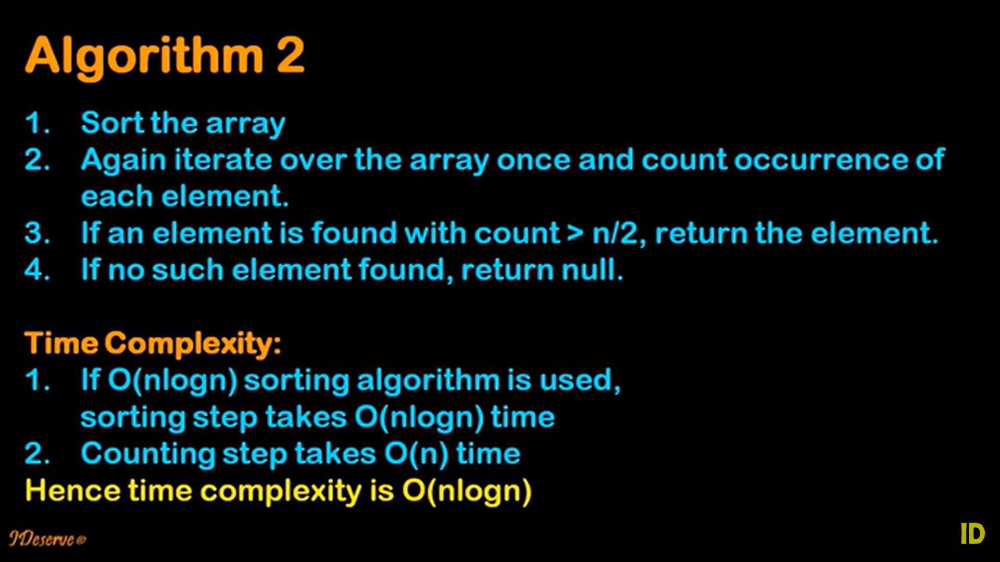 Algorithm 2
1. Sort the array
2. Again iterate over the array once and count occurrence of
each element.
3. If an element is found with count > n/2, return the element.
4. If no such element found, return null.
Time Complexity:
1. If O(nlogn) sorting algorithm is used,
sorting step takes O(nlogn) time
2. Counting step takes O(n) time
Hence time complexity is O(nlogn)
IDeserve ©
ID